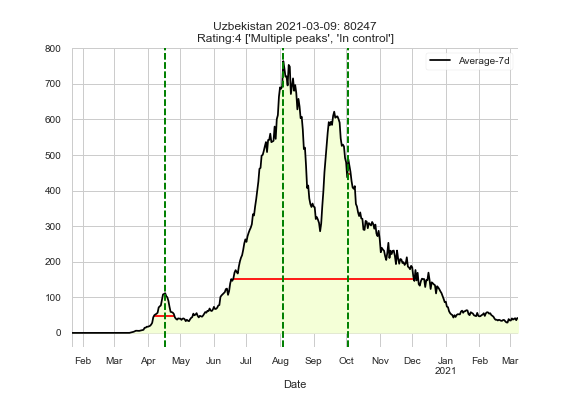 Uzbekistan 2021-03-09: 80247
Rating:4 ['Multiple peaks', 'In control']
Average-7d
800
700
600
500
400
300
200
100
0
Feb Mar Apr May Jun Jul Aug Sep Oct Nov Dec Jan Feb Mar
2021
Date